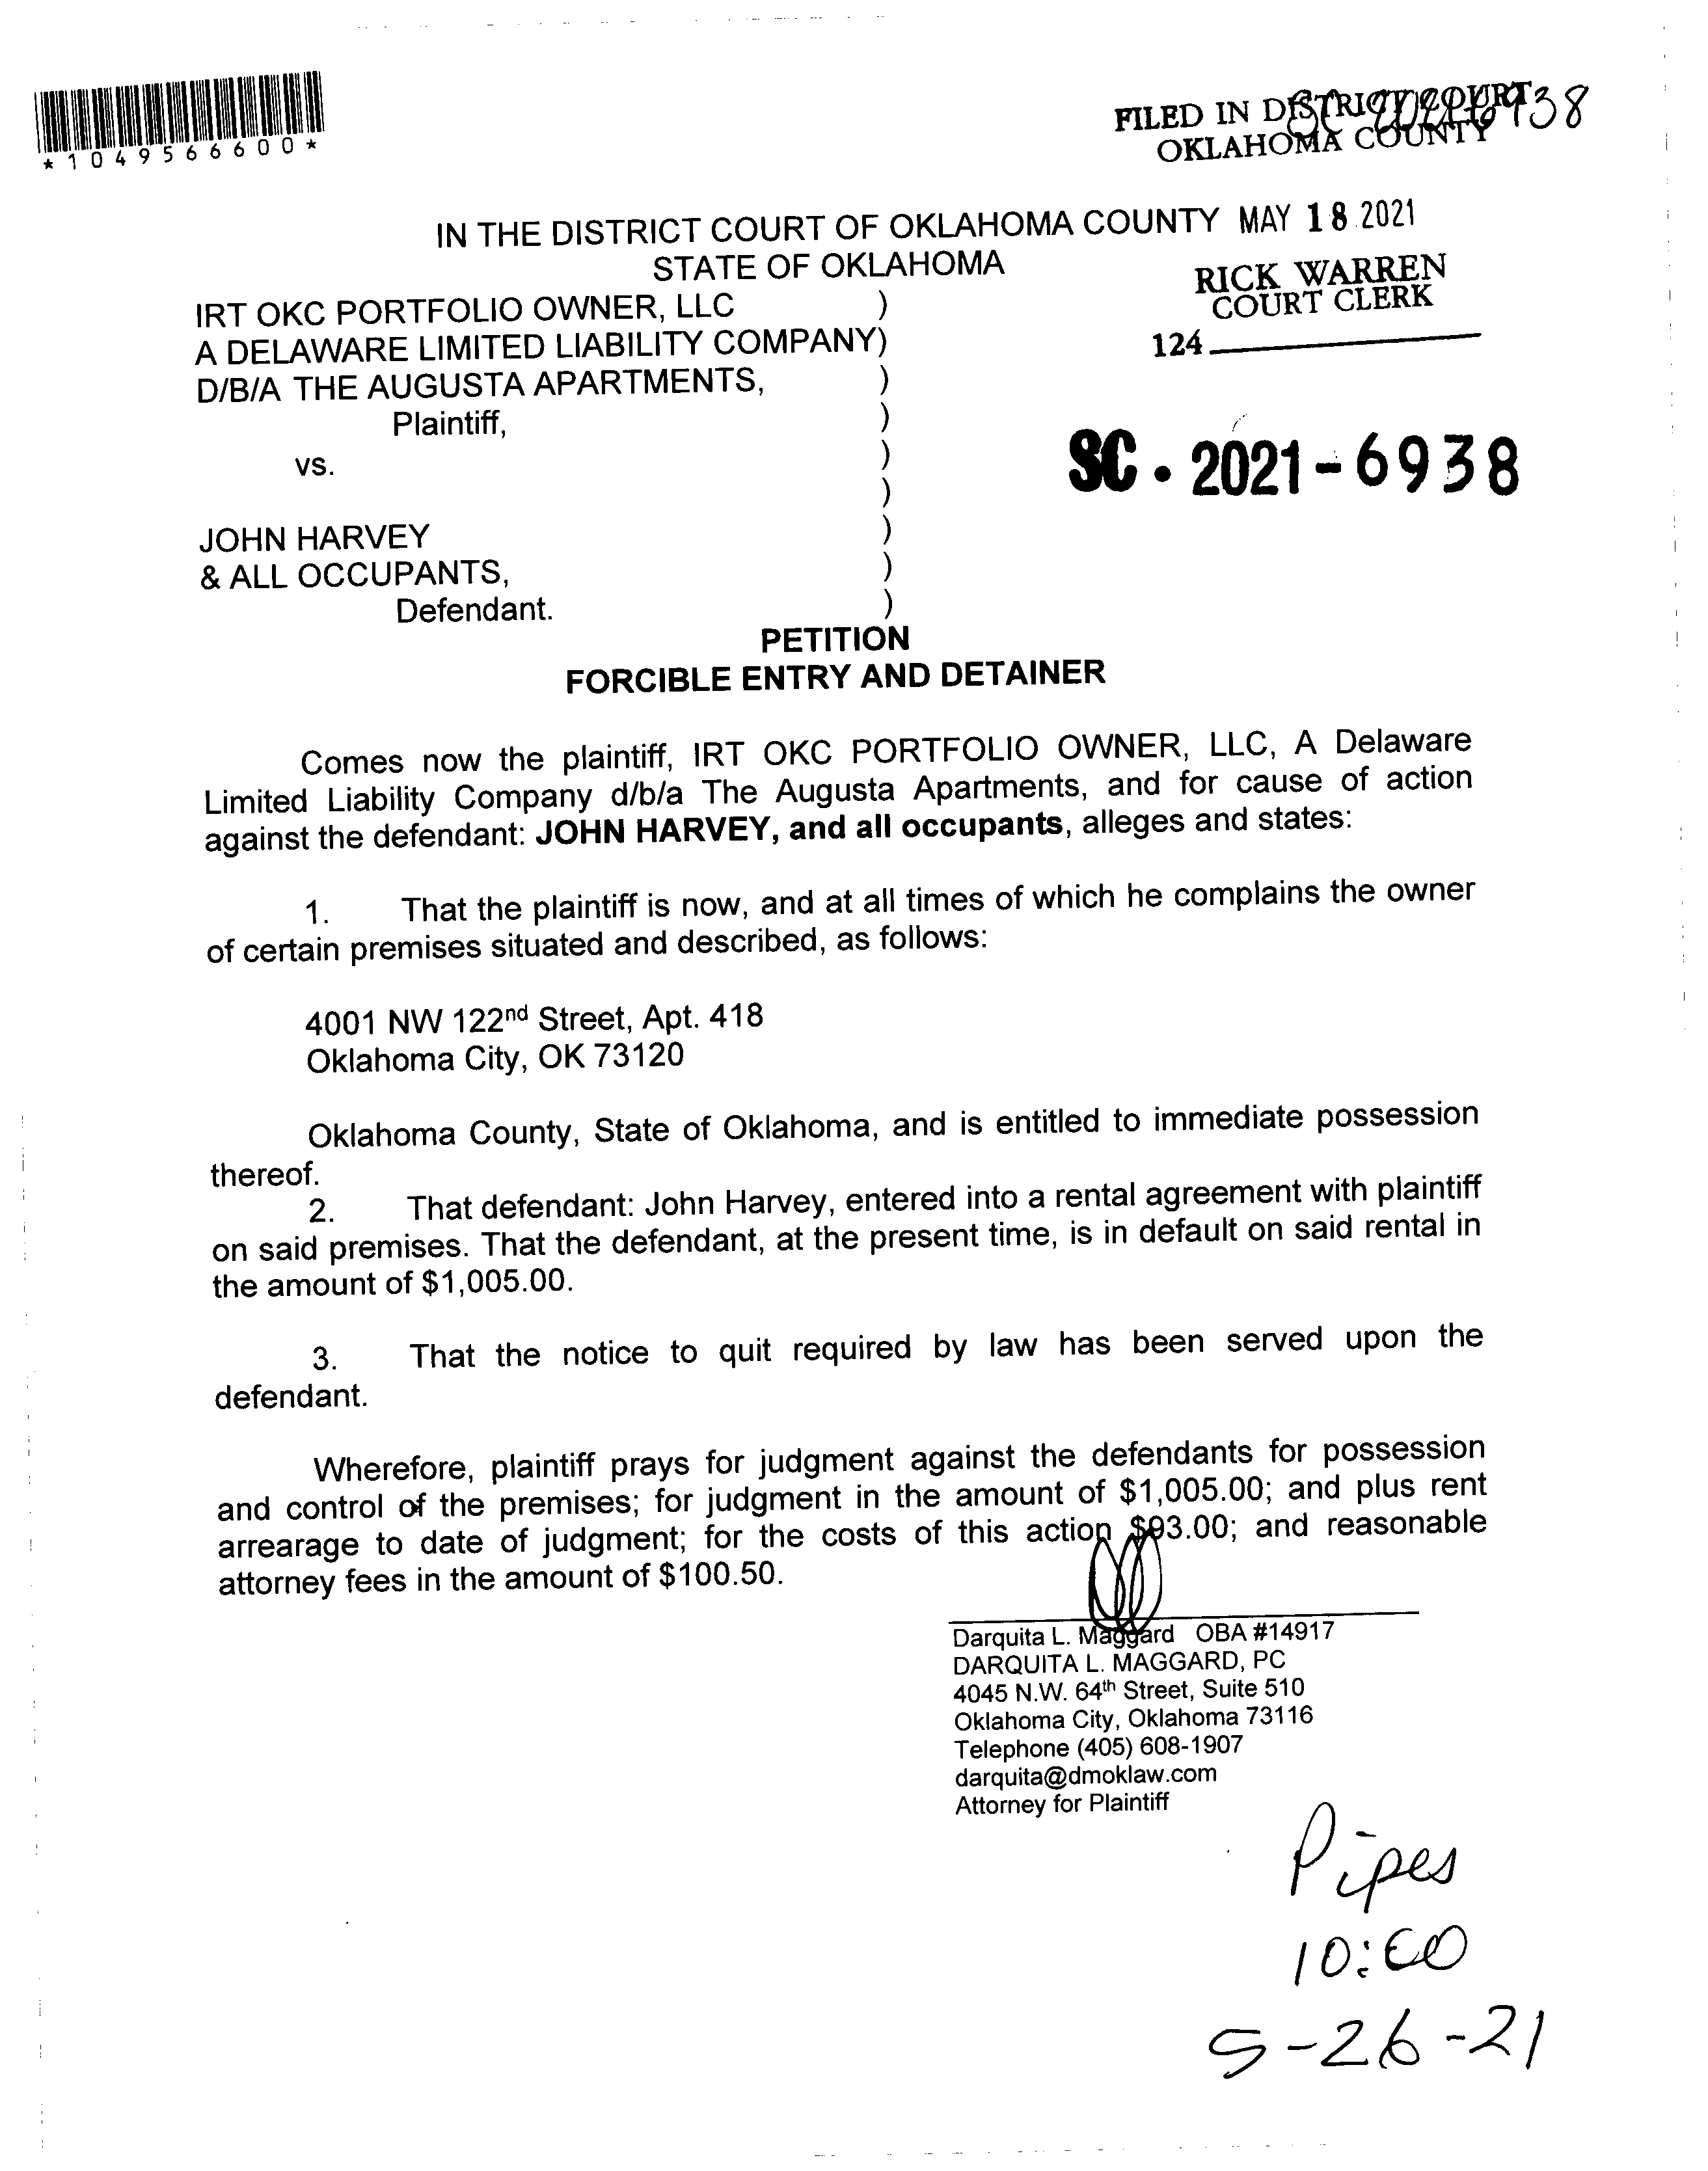 *1049566600*
FILED IN DISTRICT COURT
OKLAHOMA COUNTY
6938
IN THE DISTRICT COURT OF OKLAHOMA COUNTY MAY 18 2021
STATE OF OKLAHOMA
RICK WARREN
COURT CLERK
124
IRT OKC PORTFOLIO OWNER, LLC )
A DELAWARE LIMITED LIABILITY COMPANY)
D/B/A THE AUGUSTA APARTMENTS, )
Plaintiff, )
vs. )
)
SC. 2021-6938
JOHN HARVEY )
& ALL OCCUPANTS, )
Defendant. )
PETITION
FORCIBLE ENTRY AND DETAINER
Comes now the plaintiff, IRT OKC PORTFOLIO OWNER, LLC, A Delaware
Limited Liability Company d/b/a The Augusta Apartments, and for cause of action
against the defendant: JOHN HARVEY, and all occupants, alleges and states:
1. That the plaintiff is now, and at all times of which he complains the owner
of certain premises situated and described, as follows:
4001 NW 122nd Street, Apt. 418
Oklahoma City, OK 73120
Oklahoma County, State of Oklahoma, and is entitled to immediate possession
thereof.
2. That defendant: John Harvey, entered into a rental agreement with plaintiff
on said premises. That the defendant, at the present time, is in default on said rental in
the amount of $1,005.00.
3. That the notice to quit required by law has been served upon the
defendant.
Wherefore, plaintiff prays for judgment against the defendants for possession
and control of the premises; for judgment in the amount of $1,005.00; and plus rent
arrearage to date of judgment; for the costs of this action $93.00; and reasonable
attorney fees in the amount of $100.50.
Darquita L. Maggard OBA #14917
DARQUITA L. MAGGARD, PC
4045 N.W. 64th Street, Suite 510
Oklahoma City, Oklahoma 73116
Telephone (405) 608-1907
darquita@dmoklaw.com
Attorney for Plaintiff
Pipes
10:00
5-26-21